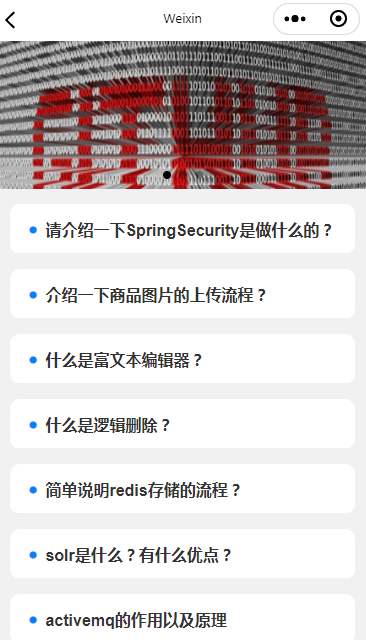 Weixin
请介绍一下SpringSecurity是做什么的？
介绍一下商品图片的上传流程？
什么是富文本编辑器？
什么是逻辑删除？
简单说明redis存储的流程？
solr是什么？有什么优点？
activemq的作用以及原理